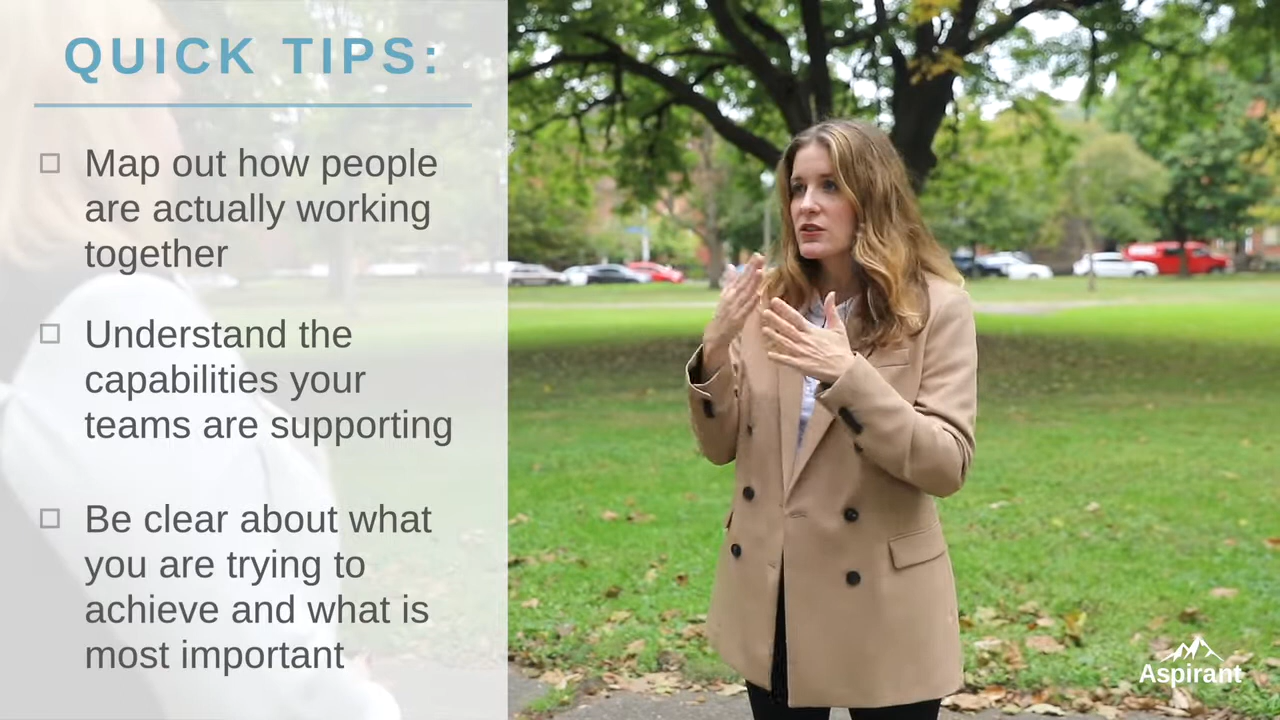 QUICK TIPS:
Map out how people
are actually working
together
Understand the
capabilities your
teams are supporting
Be clear about what
you are trying to
achieve and what is
most important
Aspirant